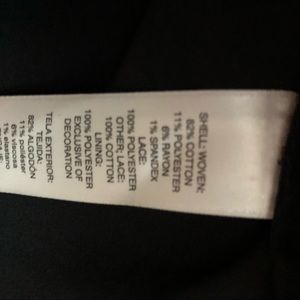 SHELL: WOVEN:
82% COTTON
11% POLYESTER
6% RAYON
1% SPANDEX
LACE:
100% POLYESTER
OTHER; LACE:
100% COTTON
LINING:
100% POLYESTER
EXCLUSIVE OF
DECORATION
TELA EXTERIOR:
TEJIDA:
82% ALGODÓN
11% poliéster
6% viscosa
1% elastano